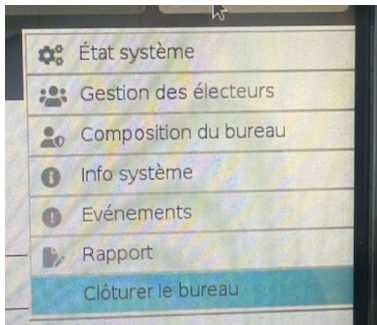 État système
Gestion des électeurs
Composition du bureau
Info système
Evénements
Rapport
Clôturer le bureau